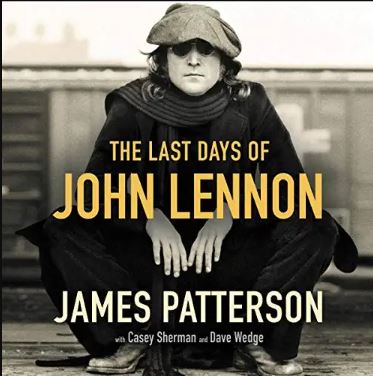 THE LAST DAYS OF
JOHN LENNON
JAMES PATTERSON
with Casey Sherman and Dave Wedge